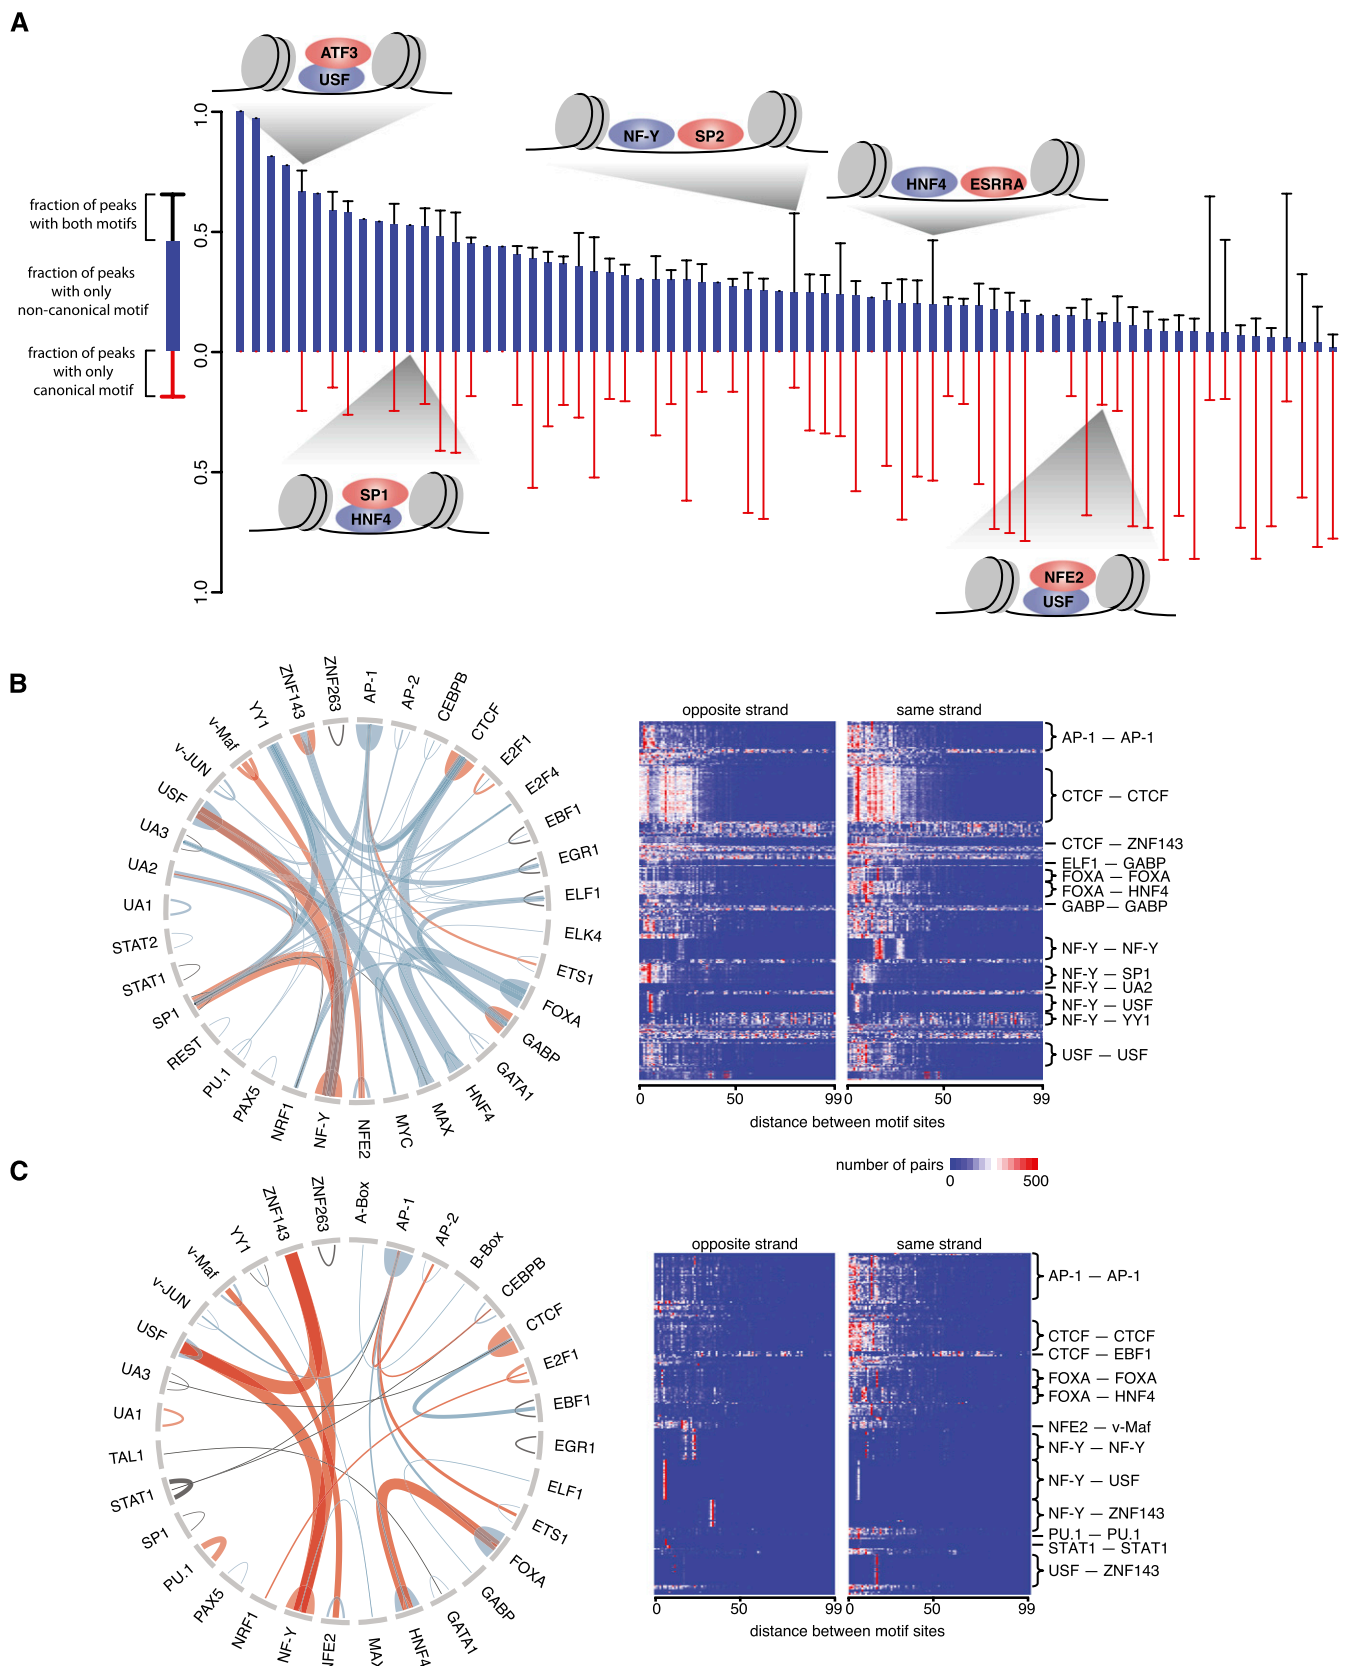 A
ATF3
USF
NF-Y
SP2
HNF4
ESRRA
1.0
0.5
0.0
0.5
1.0
fraction of peaks
with both motifs
fraction of peaks
with only
non-canonical motif
fraction of peaks
with only
canonical motif
SP1
HNF4
NFE2
USF
B
ZNF263
AP-1
AP-2
CEBPB
CTCF
E2F1
E2F4
EBF1
EGR1
ELF1
ELK4
ETS1
FOXA
GABP
GATA1
HNF4
MAX
MYC
NFE2
NF-Y
NRF1
PAX5
PU.1
REST
SP1
STAT1
STAT2
UA1
UA2
UA3
USF
v-JUN
v-Maf
YY1
ZNF143
opposite strand
same strand
AP-1 — AP-1
CTCF — CTCF
CTCF — ZNF143
ELF1 — GABP
FOXA — FOXA
FOXA — HNF4
GABP— GABP
NF-Y — NF-Y
NF-Y — SP1
NF-Y — UA2
NF-Y — USF
NF-Y — YY1
USF — USF
0 50 99 0 50 99
distance between motif sites
number of pairs
0 500
C
ZNF263
A-Box
AP-1
AP-2
B-Box
CEBPB
CTCF
E2F1
EBF1
EGR1
ELF1
ETS1
FOXA
GABP
GATA1
HNF4
MAX
NFE2
NF-Y
NRF1
PAX5
PU.1
SP1
STAT1
TAL1
UA1
UA3
USF
v-JUN
v-Maf
YY1
ZNF143
opposite strand
same strand
AP-1 — AP-1
CTCF — CTCF
CTCF — EBF1
FOXA — FOXA
FOXA — HNF4
NFE2 — v-Maf
NF-Y — NF-Y
NF-Y — USF
NF-Y — ZNF143
PU.1 — PU.1
STAT1 — STAT1
USF — ZNF143
0 50 99 0 50 99
distance between motif sites